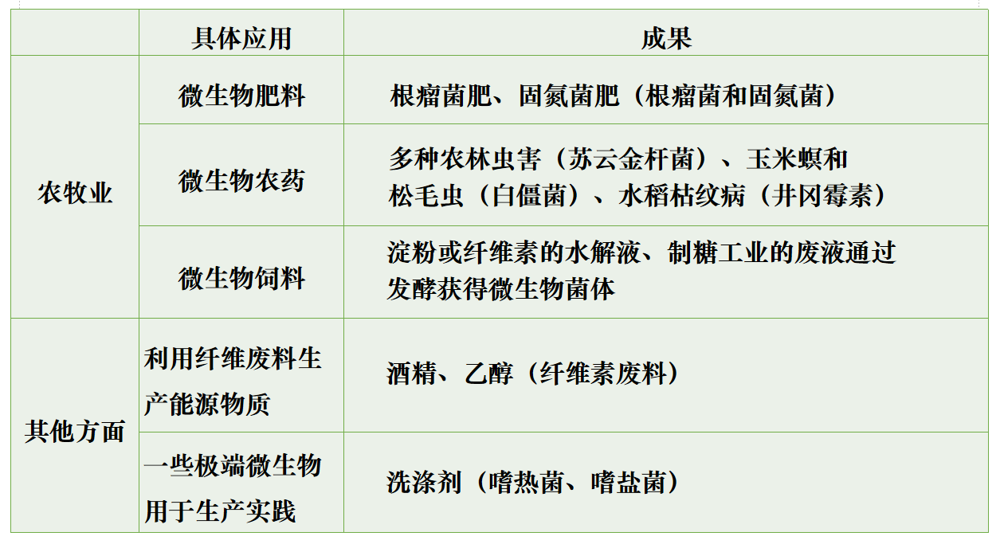 具体应用
成果
农牧业
微生物肥料
根瘤菌肥、固氮菌肥（根瘤菌和固氮菌）
微生物农药
多种农林虫害（苏云金杆菌）、玉米螟和
松毛虫（白僵菌）、水稻枯纹病（井冈霉素）
微生物饲料
淀粉或纤维素的水解液、制糖工业的废液通过
发酵获得微生物菌体
其他方面
利用纤维废料生
产能源物质
酒精、乙醇（纤维素废料）
一些极端微生物
用于生产实践
洗涤剂（嗜热菌、嗜盐菌）